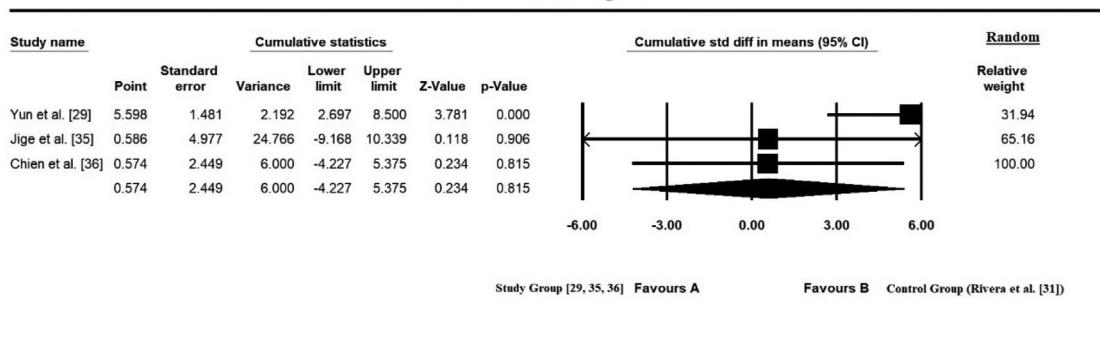 Study name Cumulative statistics Cumulative std diff in means (95% CI) Random
Point Standard error Variance Lower limit Upper limit Z-Value p-Value Relative weight
Yun et al. [29] 5.598 1.481 2.192 2.697 8.500 3.781 0.000 31.94
Jige et al. [35] 0.586 4.977 24.766 -9.168 10.339 0.118 0.906 65.16
Chien et al. [36] 0.574 2.449 6.000 -4.227 5.375 0.234 0.815 100.00
0.574 2.449 6.000 -4.227 5.375 0.234 0.815
-6.00 -3.00 0.00 3.00 6.00
Study Group [29, 35, 36] Favours A Favours B Control Group (Rivera et al. [31])